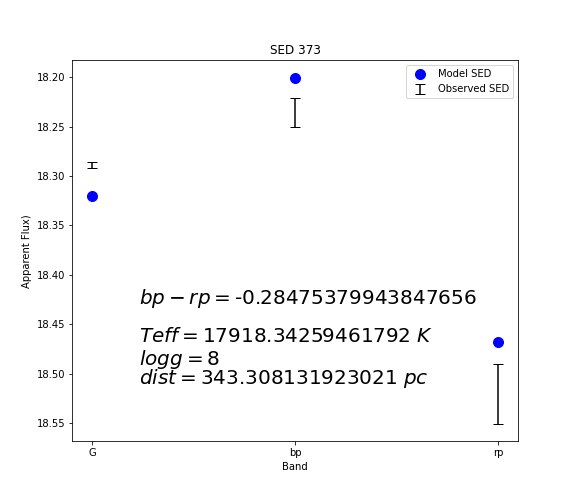 SED 373
Model SED
Observed SED
18.20
18.25
18.30
18.35
18.40
18.45
18.50
18.55
Apparent Flux)
bp − rp = -0.28475379943847656
Teff = 17918.34259461792 K
logg = 8
dist = 343.308131923021 pc
G
bp
rp
Band